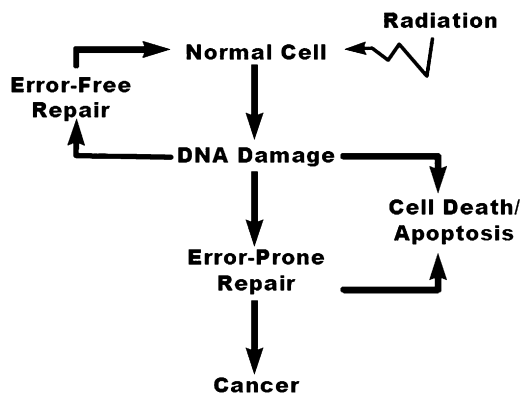 Radiation
Normal Cell
Error-Free
Repair
DNA Damage
Cell Death/
Apoptosis
Error-Prone
Repair
Cancer